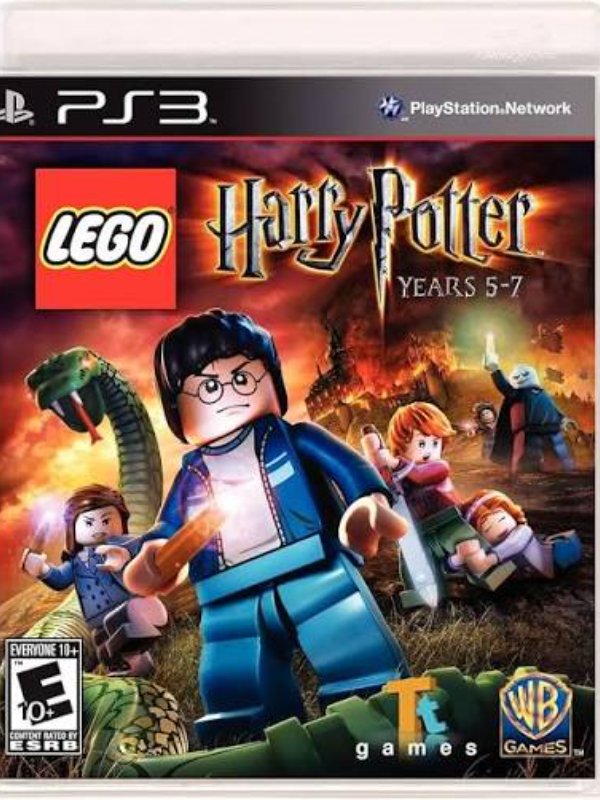 PS3
PlayStation Network
LEGO
Harry Potter
YEARS 5-7
EVERYONE 10+
E
10+
CONTENT RATED BY
ESRB
Tt
games
WB
GAMES